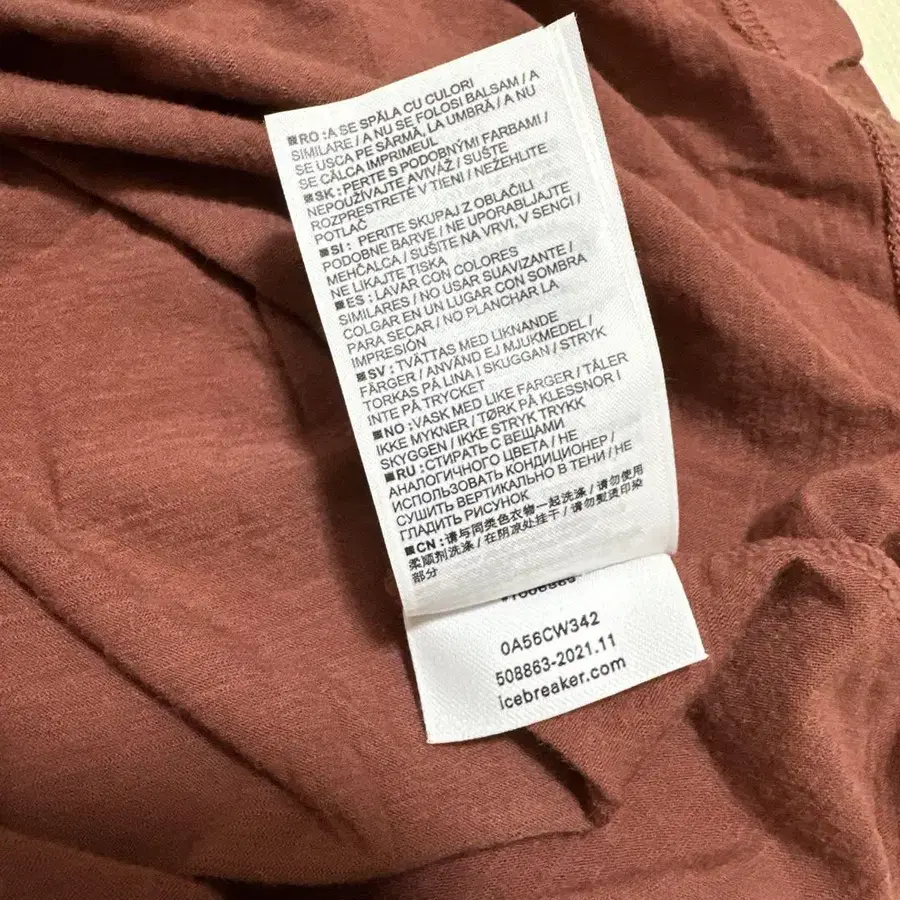 ■RO :A SE SPĂLA CU CULORI
SIMILARE / A NU SE FOLOSI BALSAM / A
SE USCA PE SÂRMĂ, LA UMBRĂ / A NU
SE CĂLCA IMPRIMEUL
■SK : PERTE S PODOBNÝMI FARBAMI /
NEPOUŽÍVAJTE AVIVÁŽ / SUŠTE
ROZPRESTRETÉ V TIENI / NEŽEHLITE
POTLAČ
■SI : PERITE SKUPAJ Z OBLAČILI
PODOBNE BARVE / NE UPORABLJAJTE
MEHČALCA / SUŠITE NA VRVI, V SENCI /
NE LIKAJTE TISKA
■ES : LAVAR CON COLORES
SIMILARES / NO USAR SUAVIZANTE /
COLGAR EN UN LUGAR CON SOMBRA
PARA SECAR / NO PLANCHAR LA
IMPRESIÓN
■SV : TVÄTTAS MED LIKNANDE
FÄRGER / ANVÄND EJ MJUKMEDEL /
TORKAS PÅ LINA I SKUGGAN / STRYK
INTE PÅ TRYCKET
■NO :VASK MED LIKE FARGER / TÅLER
IKKE MYKNER / TØRK PÅ KLESSNOR I
SKYGGEN / IKKE STRYK TRYKK
■RU : СТИРАТЬ С ВЕЩАМИ
АНАЛОГИЧНОГО ЦВЕТА / НЕ
ИСПОЛЬЗОВАТЬ КОНДИЦИОНЕР /
СУШИТЬ ВЕРТИКАЛЬНО В ТЕНИ / НЕ
ГЛАДИТЬ РИСУНОК
■CN : 请与同类色衣物一起洗涤 / 请勿使用
柔顺剂洗涤 / 在阴凉处挂干 / 请勿熨烫印染
部分
0A56CW342
508863-2021.11
icebreaker.com